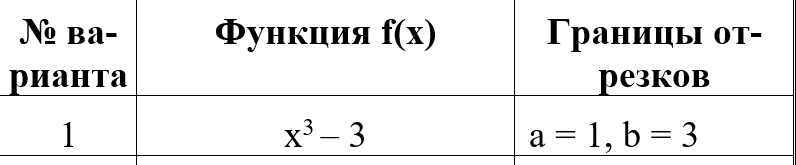 № ва-
рианта
Функция f(x)
Границы от-
резков
1
x³ – 3
a = 1, b = 3